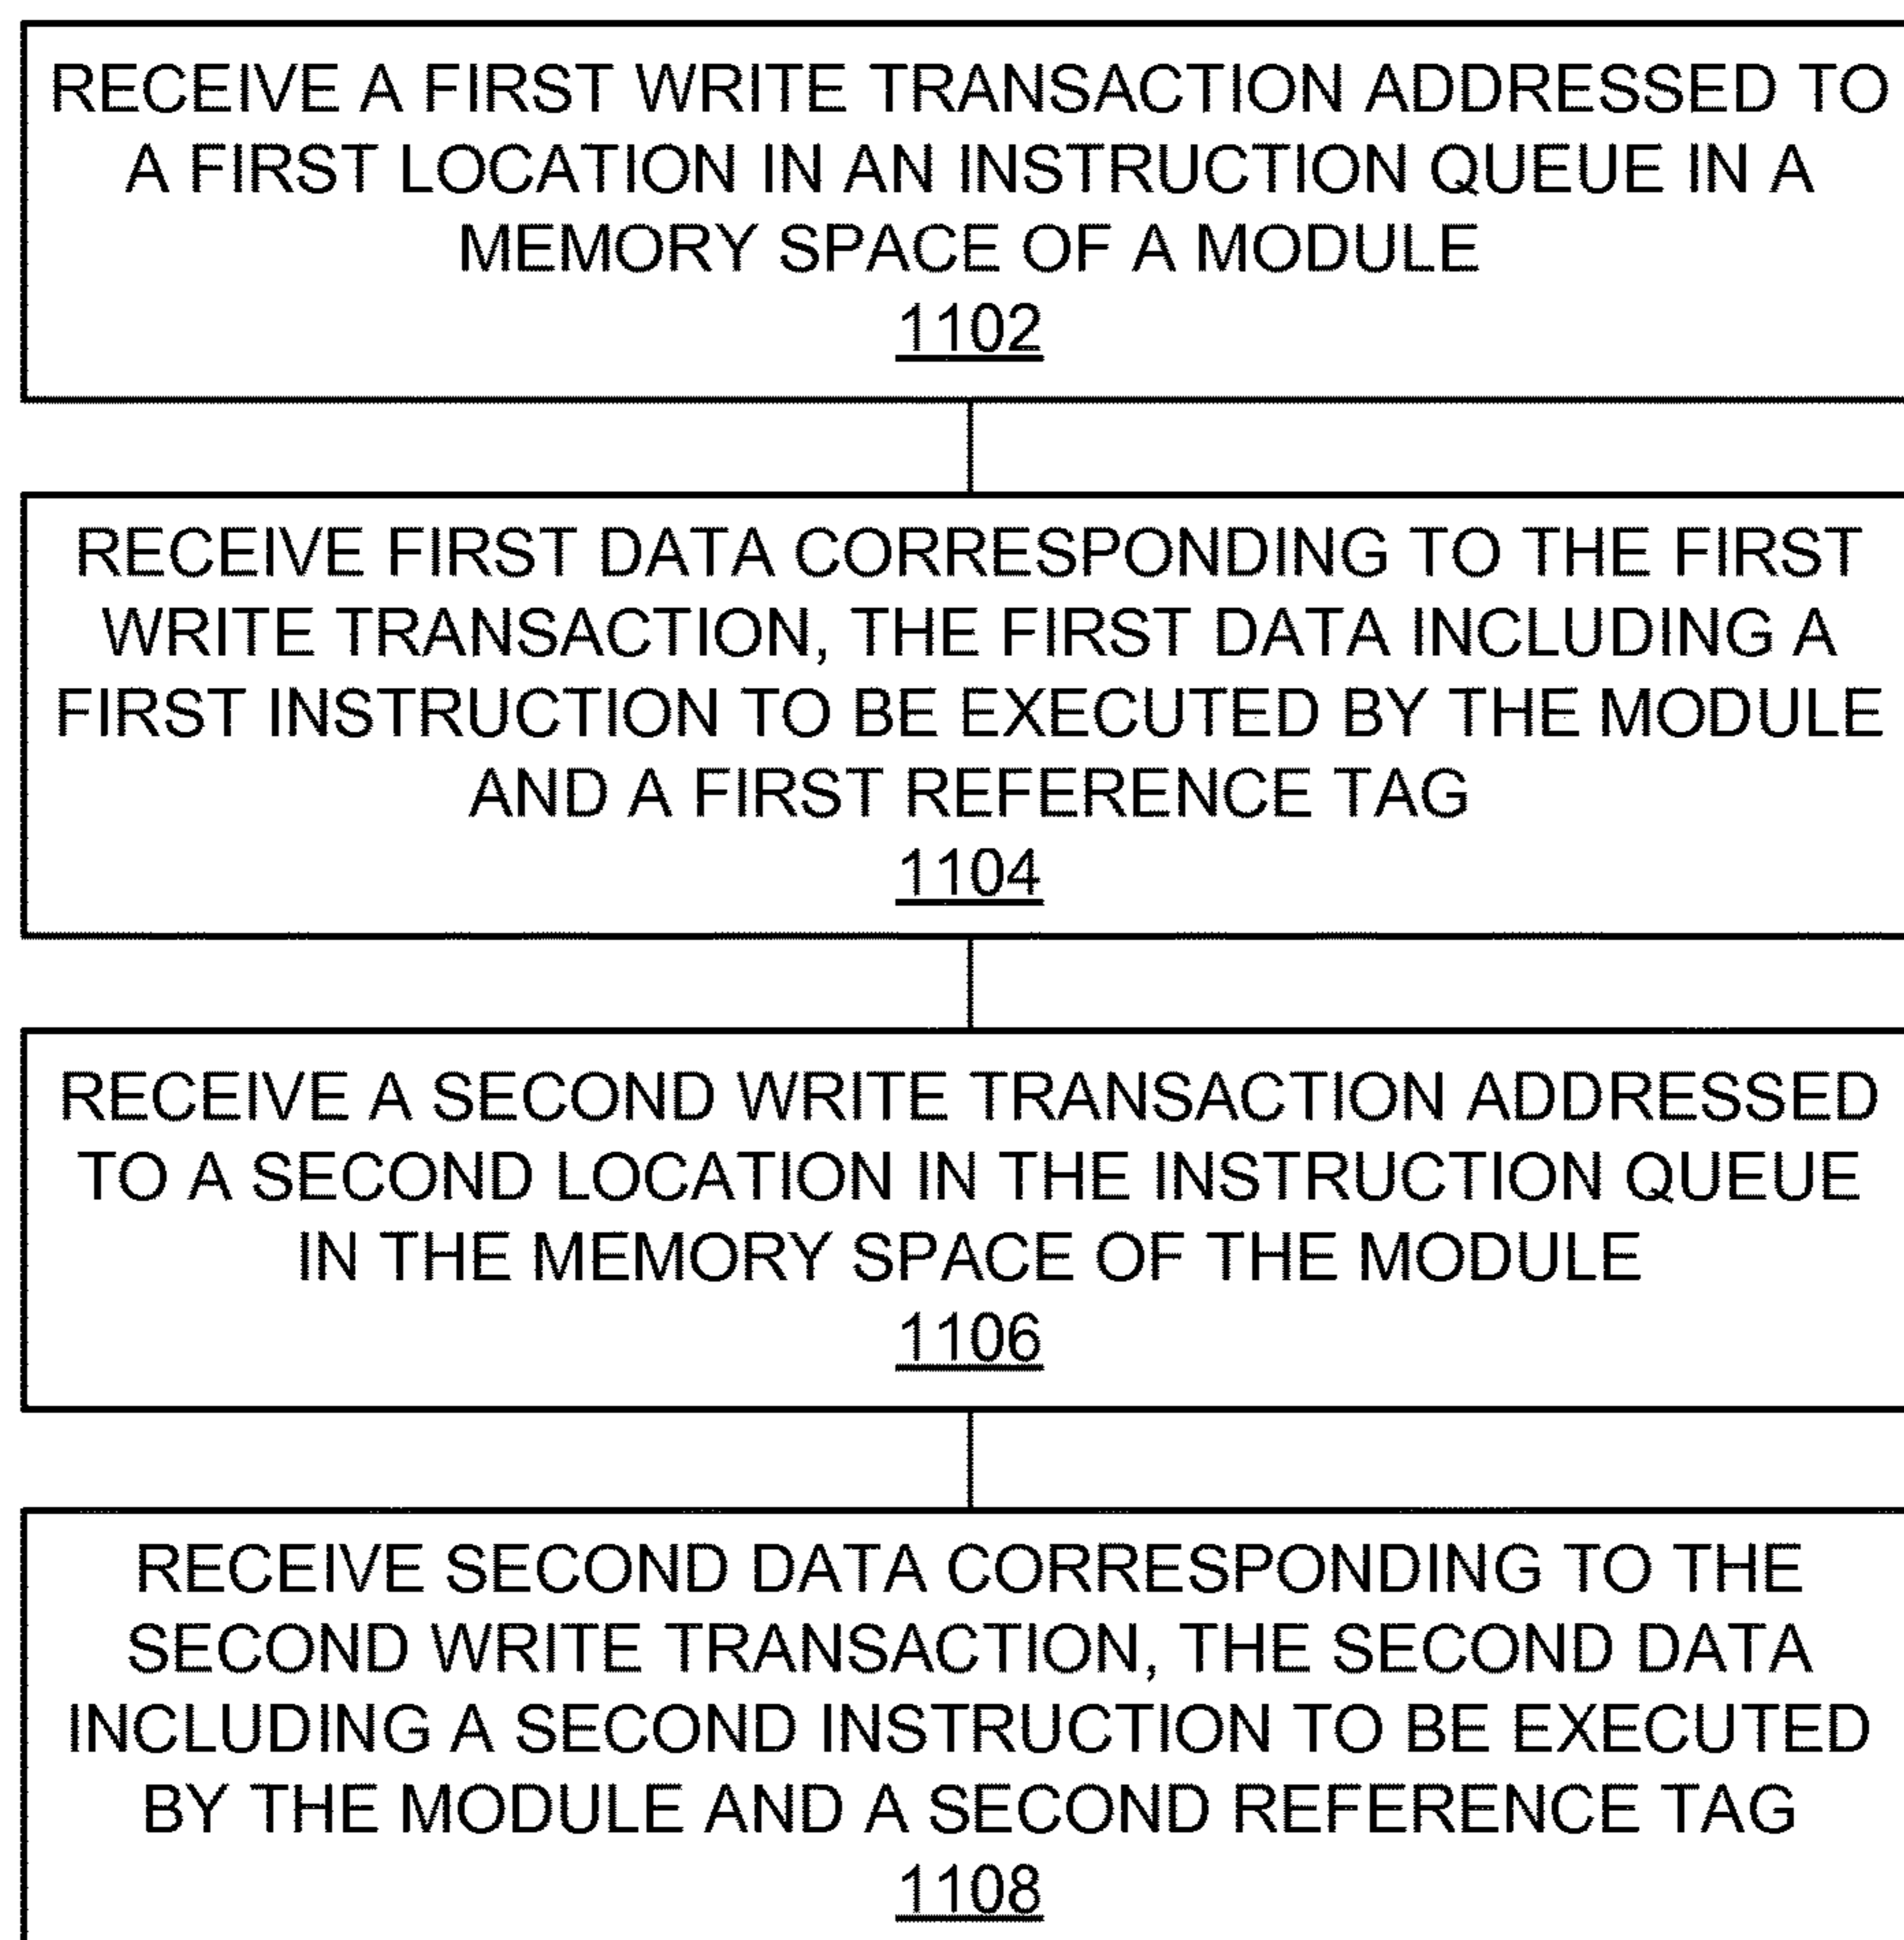 RECEIVE A FIRST WRITE TRANSACTION ADDRESSED TO
A FIRST LOCATION IN AN INSTRUCTION QUEUE IN A
MEMORY SPACE OF A MODULE
1102
RECEIVE FIRST DATA CORRESPONDING TO THE FIRST
WRITE TRANSACTION, THE FIRST DATA INCLUDING A
FIRST INSTRUCTION TO BE EXECUTED BY THE MODULE
AND A FIRST REFERENCE TAG
1104
RECEIVE A SECOND WRITE TRANSACTION ADDRESSED
TO A SECOND LOCATION IN THE INSTRUCTION QUEUE
IN THE MEMORY SPACE OF THE MODULE
1106
RECEIVE SECOND DATA CORRESPONDING TO THE
SECOND WRITE TRANSACTION, THE SECOND DATA
INCLUDING A SECOND INSTRUCTION TO BE EXECUTED
BY THE MODULE AND A SECOND REFERENCE TAG
1108